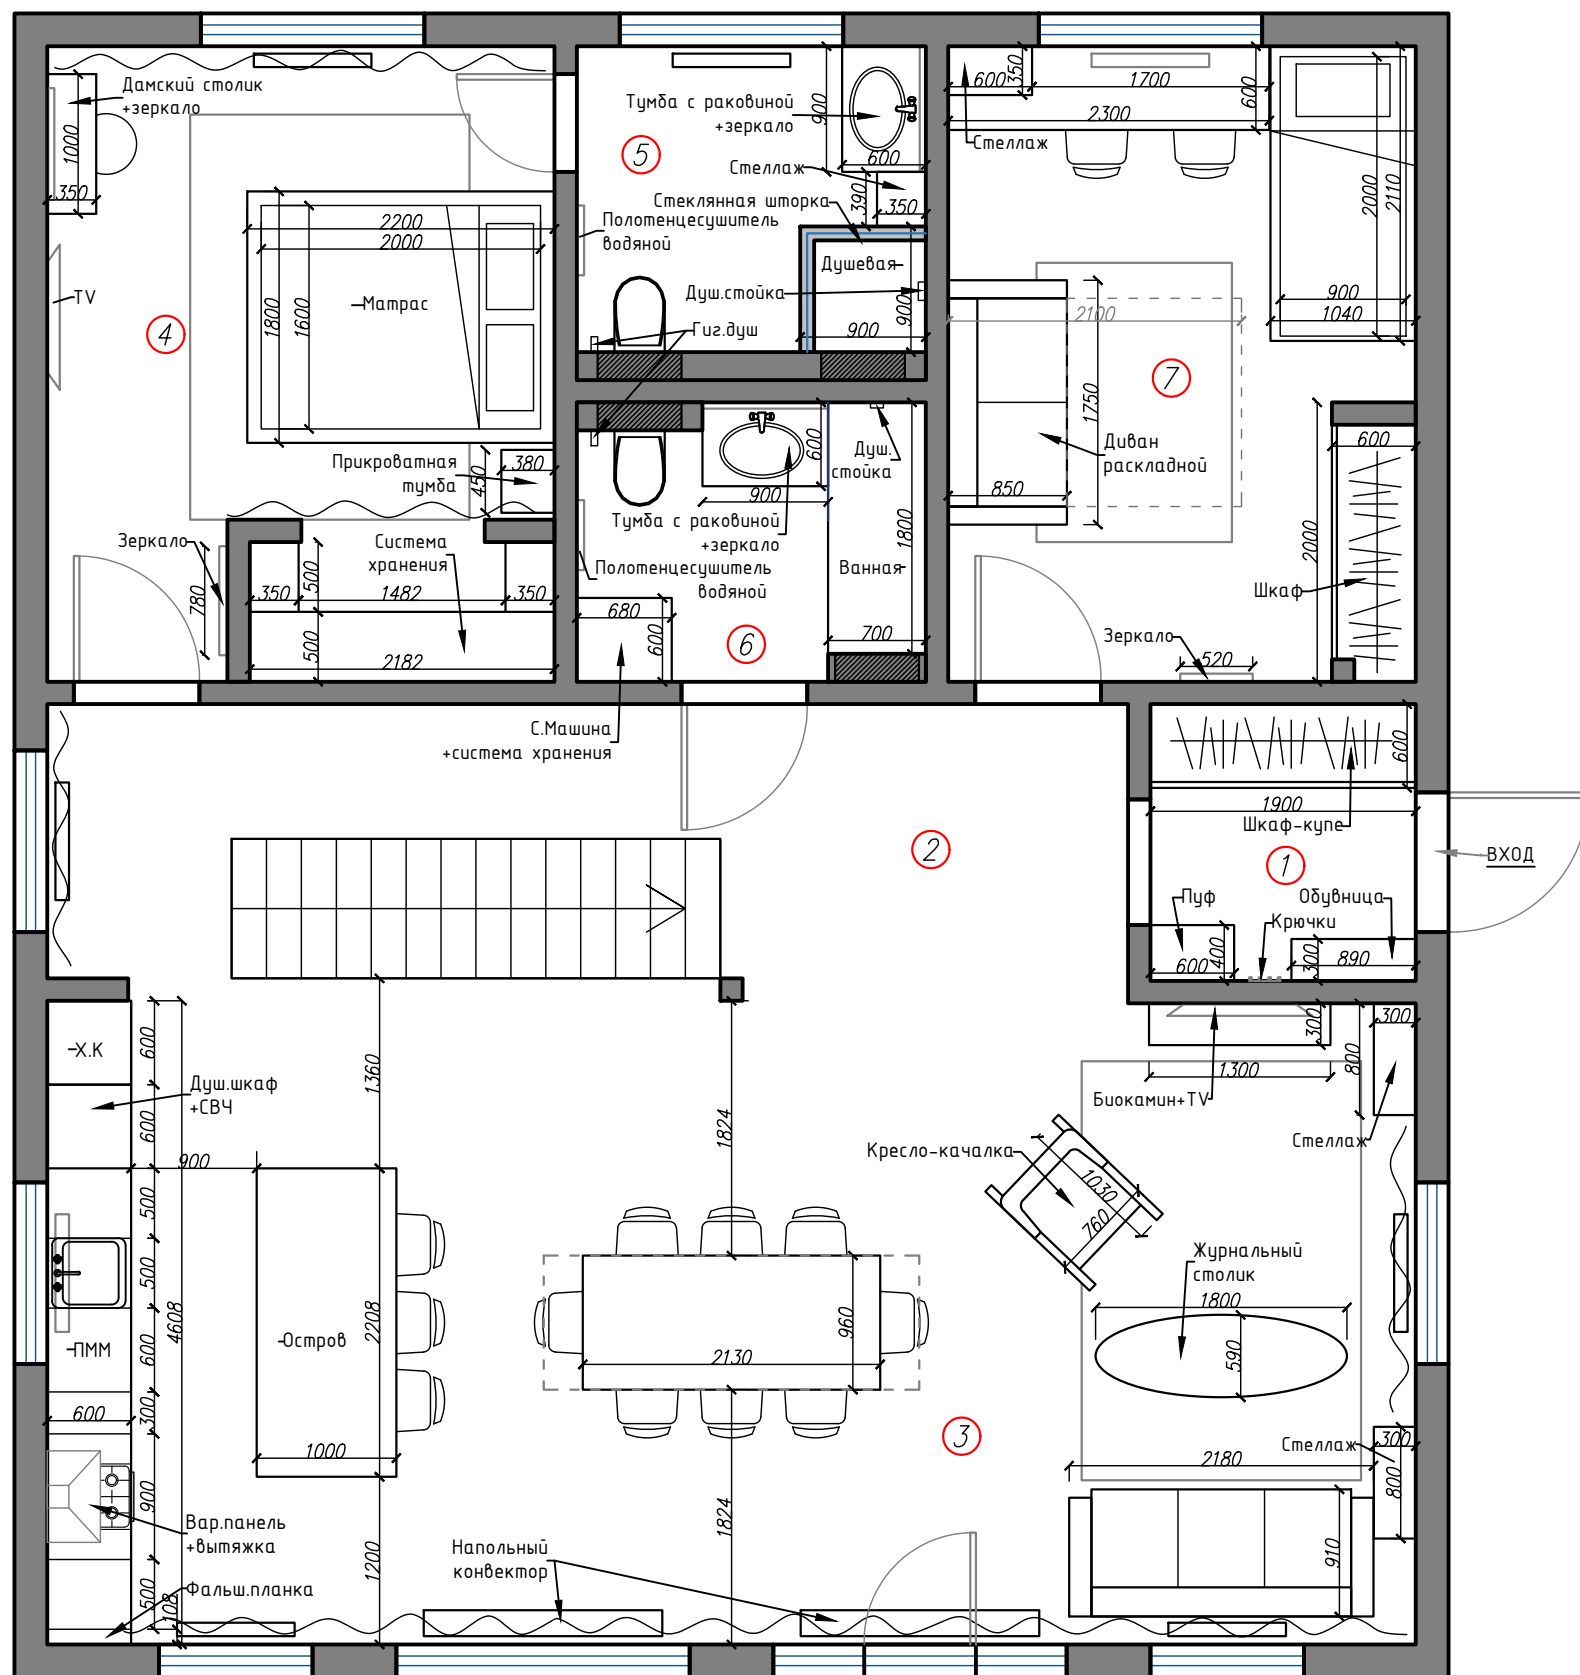 Дамский столик
+зеркало
1000
350
TV
4
2200
2000
1800
1600
Матрас
Прикроватная
тумба
380
450
Зеркало
780
Система
хранения
350
500
1482
350
500
2182
5
Тумба с раковиной
+зеркало
900
600
Стеллаж
390
350
Стеклянная шторка
Полотенцесушитель
водяной
Душевая
Душ.стойка
Гиг.душ
900
900
600
900
Душ.
стойка
Тумба с раковиной
+зеркало
1800
Полотенцесушитель
водяной
Ванная
680
600
6
700
С.Машина
+система хранения
600
350
1700
600
2300
Стеллаж
2000
2110
900
1040
2100
7
1750
Диван
раскладной
850
600
2000
Шкаф
Зеркало
520
600
1900
Шкаф-купе
1
ВХОД
Пуф
Обувница
Крючки
400
600
300
890
2
Х.К
600
Душ.шкаф
+СВЧ
600
900
500
500
4608
ПММ
600
600
300
900
Вар.панель
+вытяжка
500
108
Фальш.планка
1360
Остров
2208
1000
1200
1824
960
2130
1824
Напольный
конвектор
3
300
300
800
1300
Биокамин+TV
Стеллаж
Кресло-качалка
1030
760
Журнальный
столик
1800
590
Стеллаж
300
800
2180
910